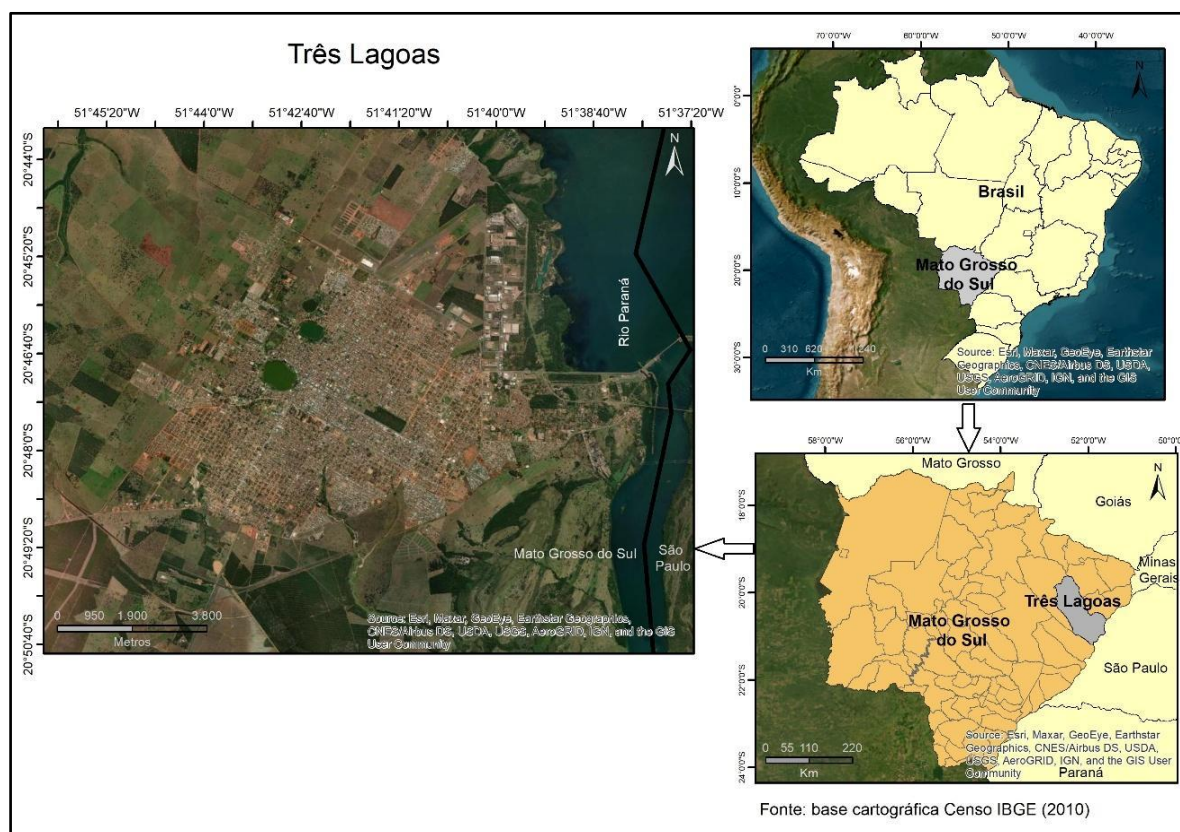 Três Lagoas
51°45'20"W 51°44'0"W 51°42'40"W 51°41'20"W 51°40'0"W 51°38'40"W 51°37'20"W
20°44'0"S
20°45'20"S
20°46'40"S
20°48'0"S
20°49'20"S
20°50'40"S
N
Rio Paraná
Mato Grosso do Sul
São
Paulo
0 950 1.900 3.800
Metros
Source: Esri, Maxar, GeoEye, Earthstar Geographics,
CNES/Airbus DS, USDA, USGS, AeroGRID, IGN, and the GIS
User Community
70°0'0"W 60°0'0"W 50°0'0"W 40°0'0"W
0°0'0"
10°0'0"S
20°0'0"S
30°0'0"S
N
Brasil
Mato Grosso
do Sul
0 310 620 1.240
Km
Source: Esri, Maxar, GeoEye, Earthstar
Geographics, CNES/Airbus DS, USDA,
USGS, AeroGRID, IGN, and the GIS
User Community
58°0'0"W 56°0'0"W 54°0'0"W 52°0'0"W 50°0'0"W
18°0'0"S
20°0'0"S
22°0'0"S
24°0'0"S
N
Mato Grosso
Goiás
Minas
Gerais
Três Lagoas
Mato Grosso
do Sul
São Paulo
0 55 110 220
Km
Source: Esri, Maxar, GeoEye, Earthstar
Geographics, CNES/Airbus DS, USDA,
USGS, AeroGRID, IGN, and the GIS User
Community
Paraná
Fonte: base cartográfica Censo IBGE (2010)